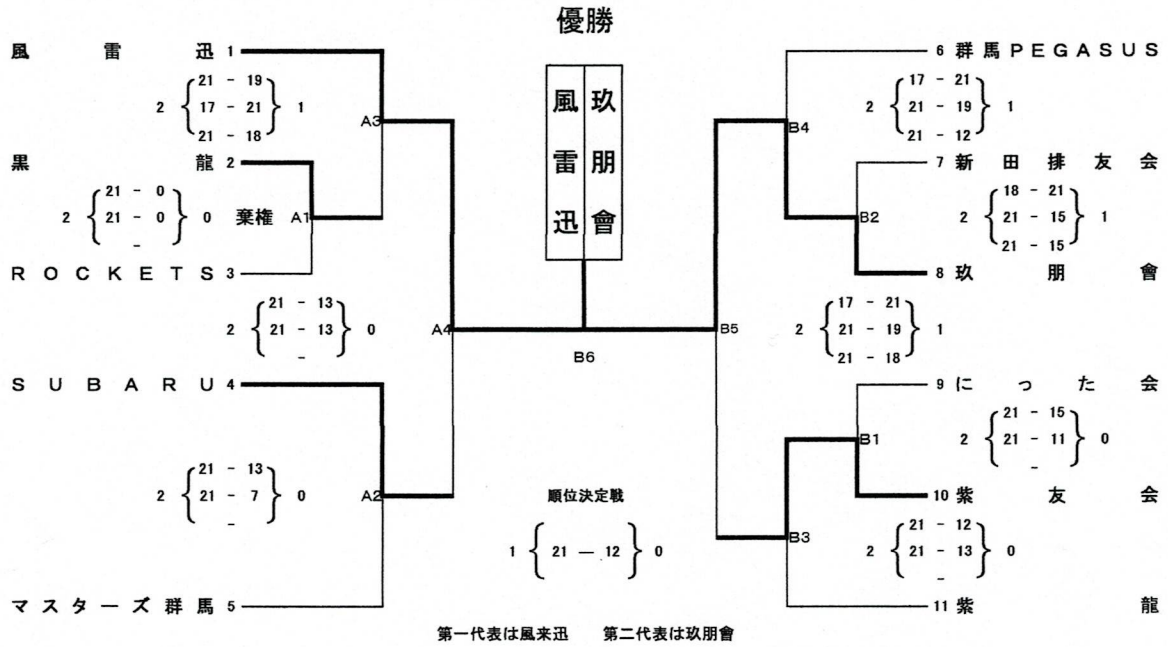 優勝
風雷迅 1
6 群馬PEGASUS
21 - 19
2 17 - 21 1
21 - 18
A3
玖朋會
風雷迅
17 - 21
2 21 - 19 1
21 - 12
B4
黒龍 2
7 新田排友会
21 - 0
2 21 - 0 0 棄権 A1
-
18 - 21
2 21 - 15 1
21 - 15
B2
ROCKETS 3
8 玖朋會
21 - 13
2 21 - 13 0
-
A4
B6
B5
17 - 21
2 21 - 19 1
21 - 18
SUBARU 4
9 にった会
21 - 15
2 21 - 11 0
-
B1
21 - 13
2 21 - 7 0
-
A2
順位決定戦
1 21 — 12 0
10 紫友会
21 - 12
2 21 - 13 0
-
B3
マスターズ群馬 5
11 紫龍
第一代表は風来迅 第二代表は玖朋會